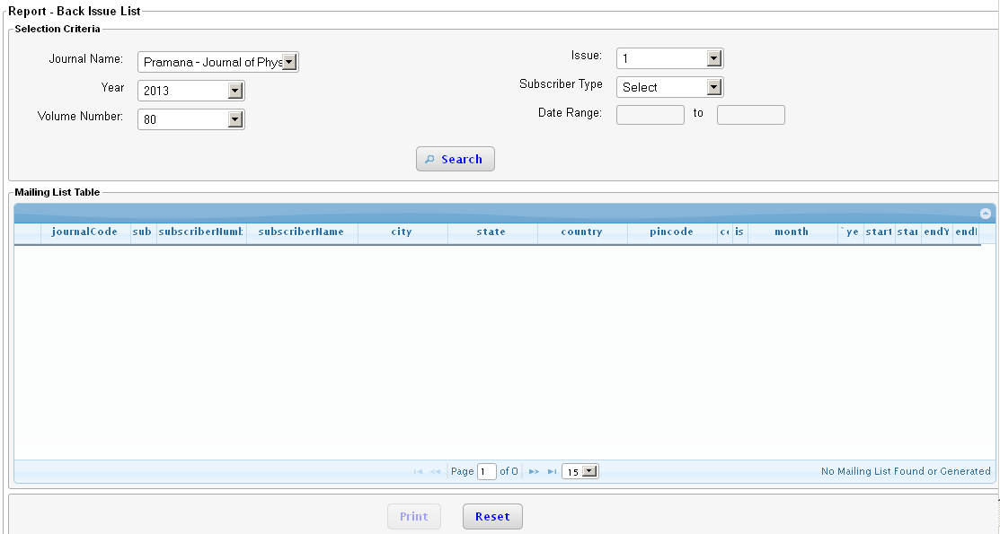 Report - Back Issue List
Selection Criteria
Journal Name: Pramana - Journal of Phys
Issue: 1
Year 2013
Subscriber Type Select
Volume Number: 80
Date Range: to
Search
Mailing List Table
journalCode sub subscriberNumb subscriberName city state country pincode co is month `ye start star endY endI
Page 1 of 0 15 No Mailing List Found or Generated
Print Reset